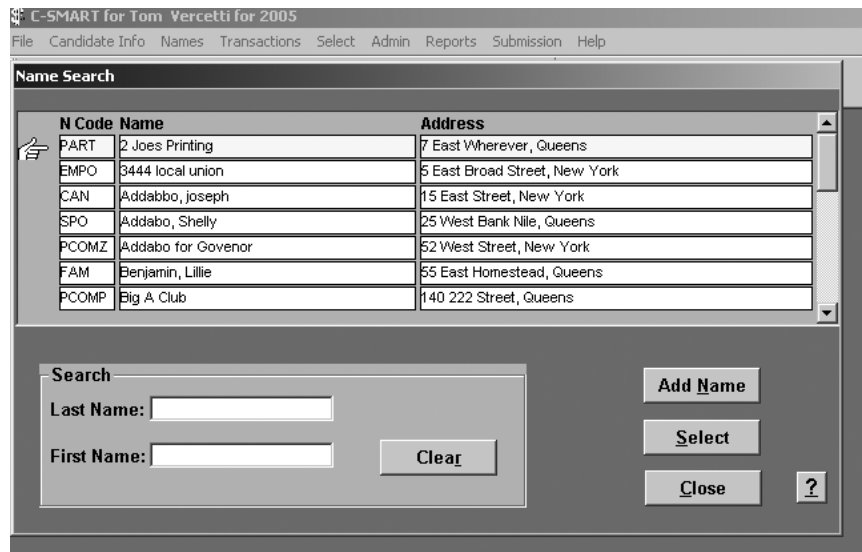 C-SMART for Tom Vercetti for 2005
File Candidate Info Names Transactions Select Admin Reports Submission Help
Name Search
N Code Name Address
PART 2 Joes Printing 7 East Wherever, Queens
EMPO 3444 local union 5 East Broad Street, New York
CAN Addabbo, joseph 15 East Street, New York
SPO Addabo, Shelly 25 West Bank Nile, Queens
PCOMZ Addabo for Govenor 52 West Street, New York
FAM Benjamin, Lillie 55 East Homestead, Queens
PCOMP Big A Club 140 222 Street, Queens
Search
Add Name
Last Name:
Select
First Name:
Clear
Close ?